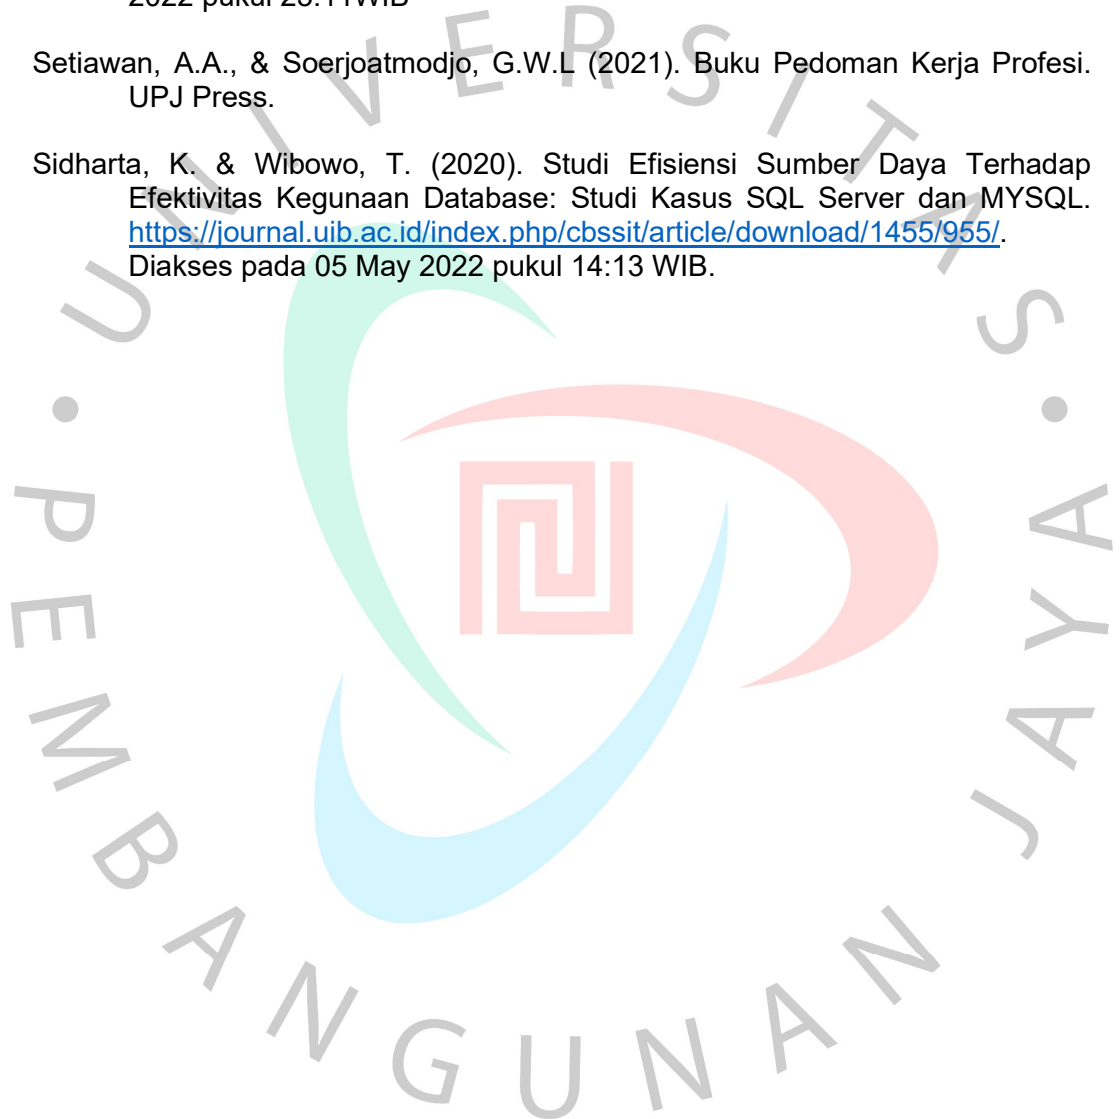 2022 pukul
Setiawan, A.A., & Soerjoatmodjo, G.W.L (2021). Buku Pedoman Kerja Profesi.
UPJ Press.
Sidharta, K. & Wibowo, T. (2020). Studi Efisiensi Sumber Daya Terhadap
Efektivitas Kegunaan Database: Studi Kasus SQL Server dan MYSQL.
https://journal.uib.ac.id/index.php/cbssit/article/download/1455/955/.
Diakses pada 05 May 2022 pukul 14:13 WIB.
UNIVERSITAS • PEMBANGUNAN JAYA •